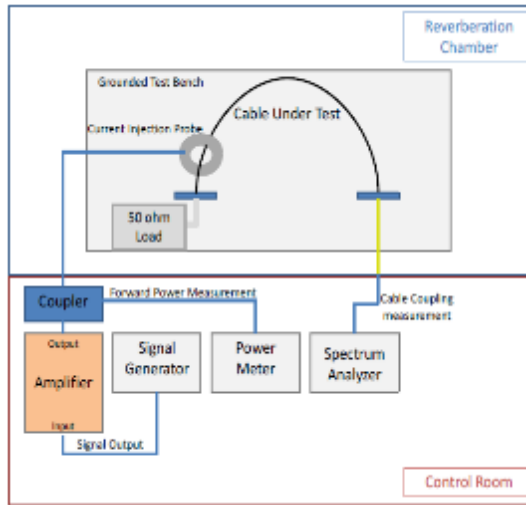 Reverberation
Chamber
Grounded Test Bench
Cable Under Test
Current Injection Probe
50 ohm
Load
Coupler
Forward Power Measurement
Cable Coupling
measurement
Output
Amplifier
Input
Signal
Generator
Power
Meter
Spectrum
Analyzer
Signal Output
Control Room